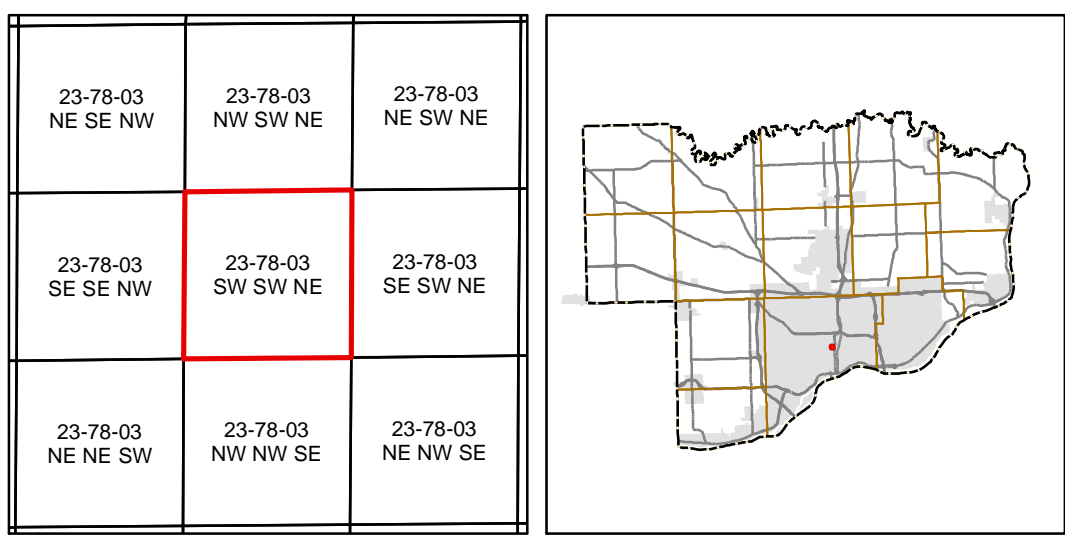 23-78-03
NE SE NW
23-78-03
NW SW NE
23-78-03
NE SW NE
23-78-03
SE SE NW
23-78-03
SW SW NE
23-78-03
SE SW NE
23-78-03
NE NE SW
23-78-03
NW NW SE
23-78-03
NE NW SE